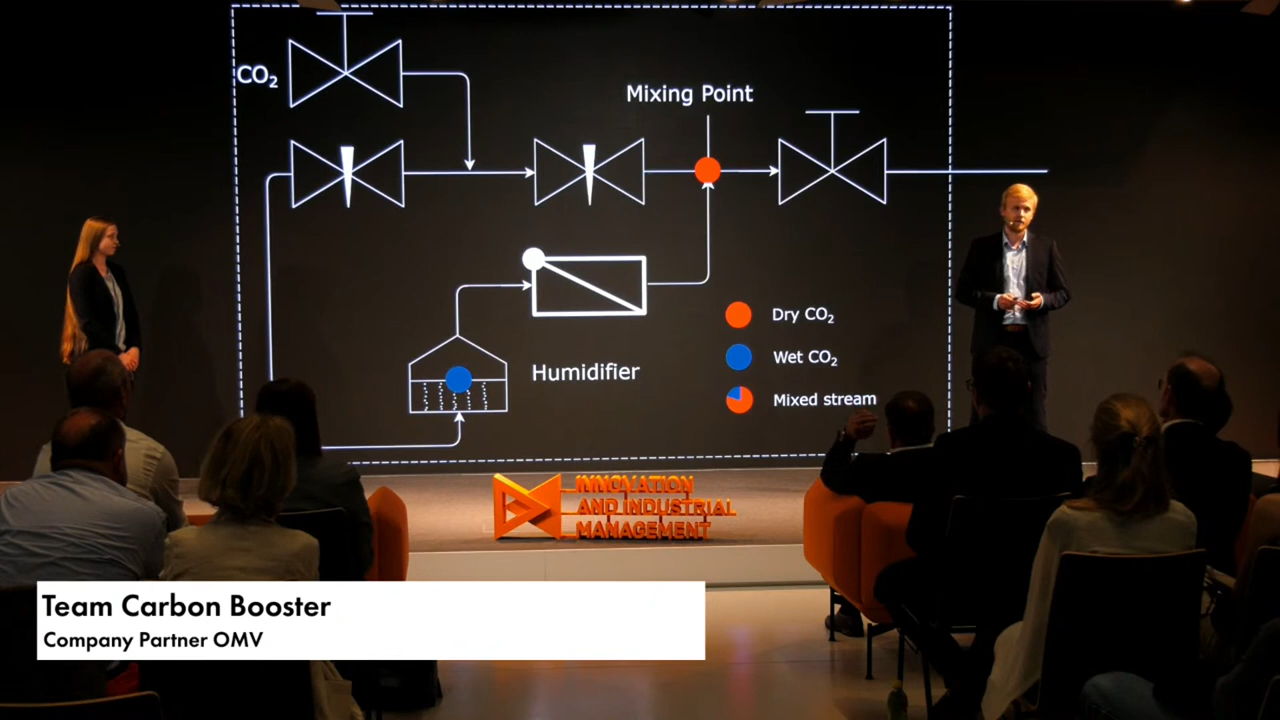 CO₂
Mixing Point
Dry CO₂
Humidifier
Wet CO₂
Mixed stream
INNOVATION
AND INDUSTRIAL
MANAGEMENT
Team Carbon Booster
Company Partner OMV